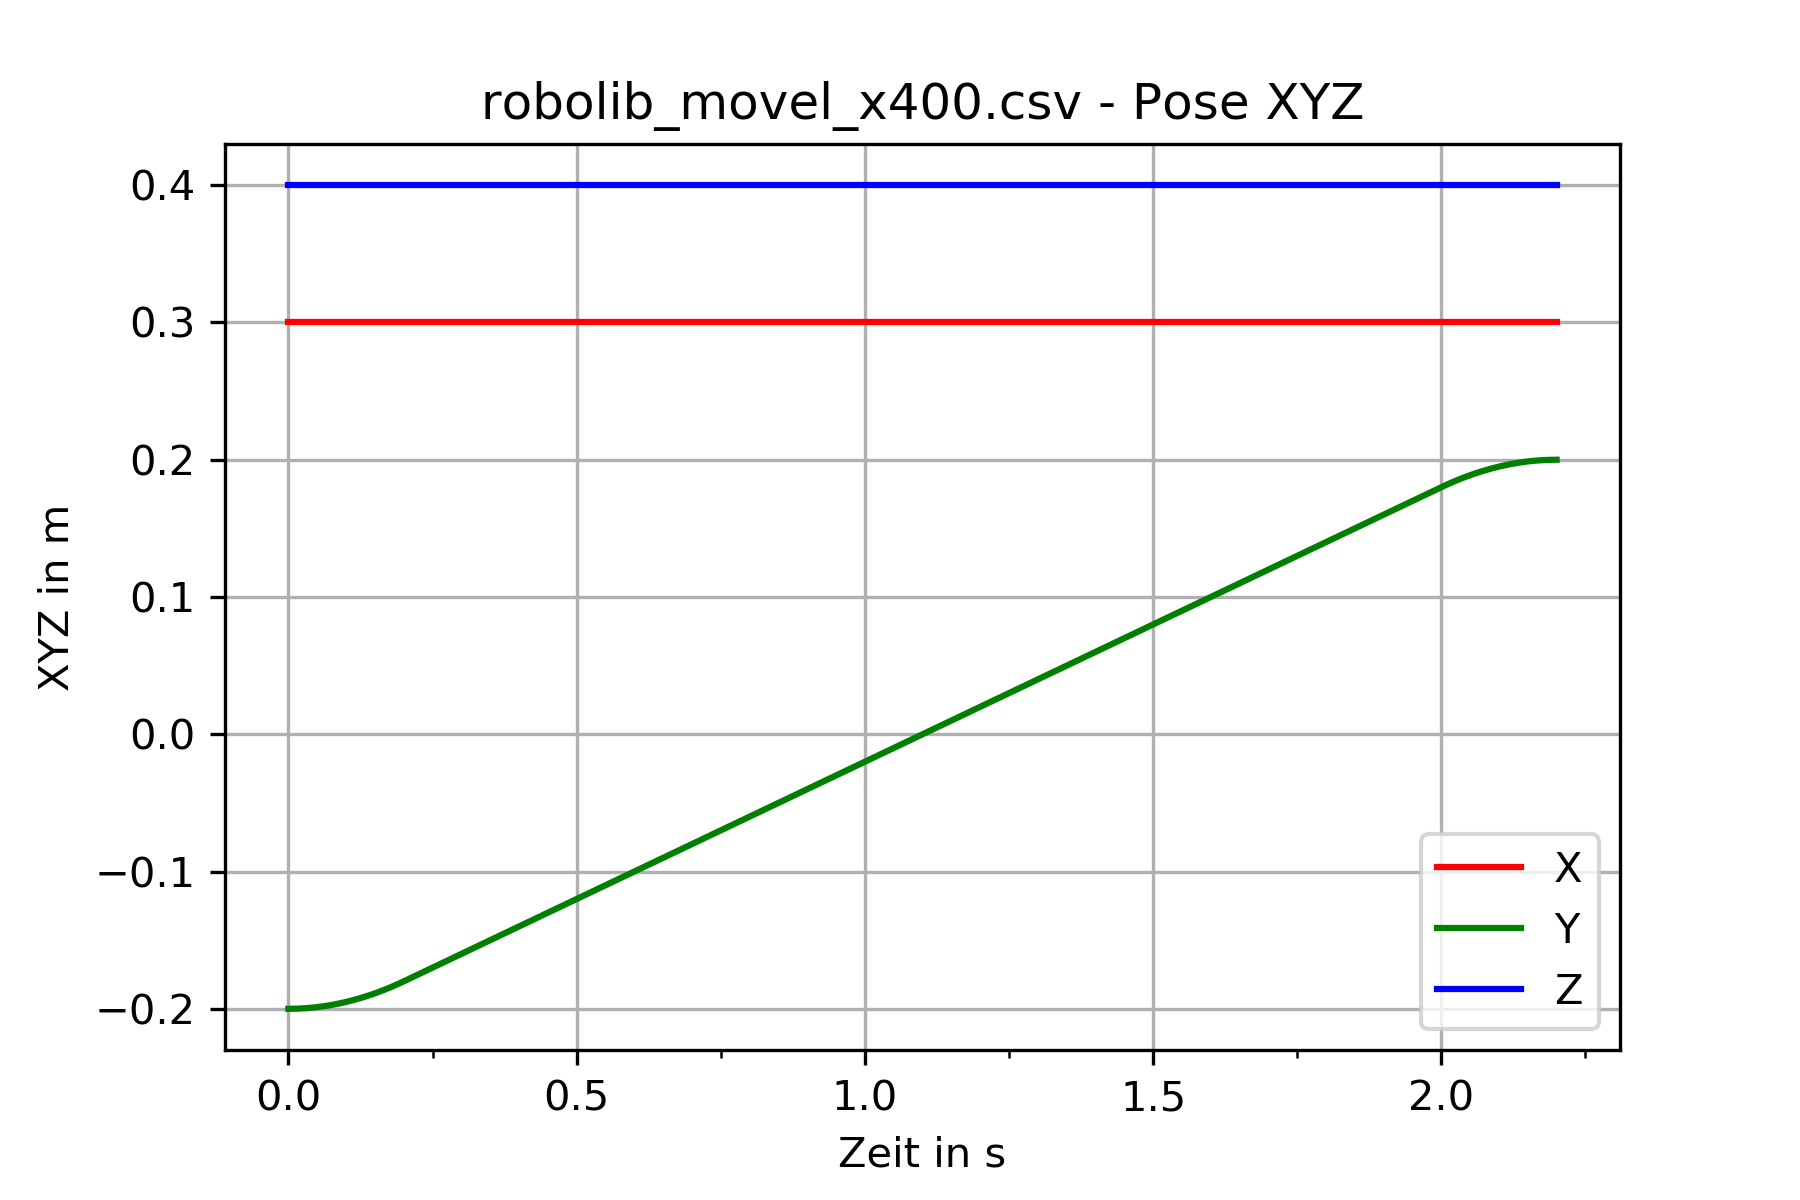 robolib_movel_x400.csv - Pose XYZ
XYZ in m
0.4
0.3
0.2
0.1
0.0
−0.1
−0.2
X
Y
Z
0.0 0.5 1.0 1.5 2.0
Zeit in s